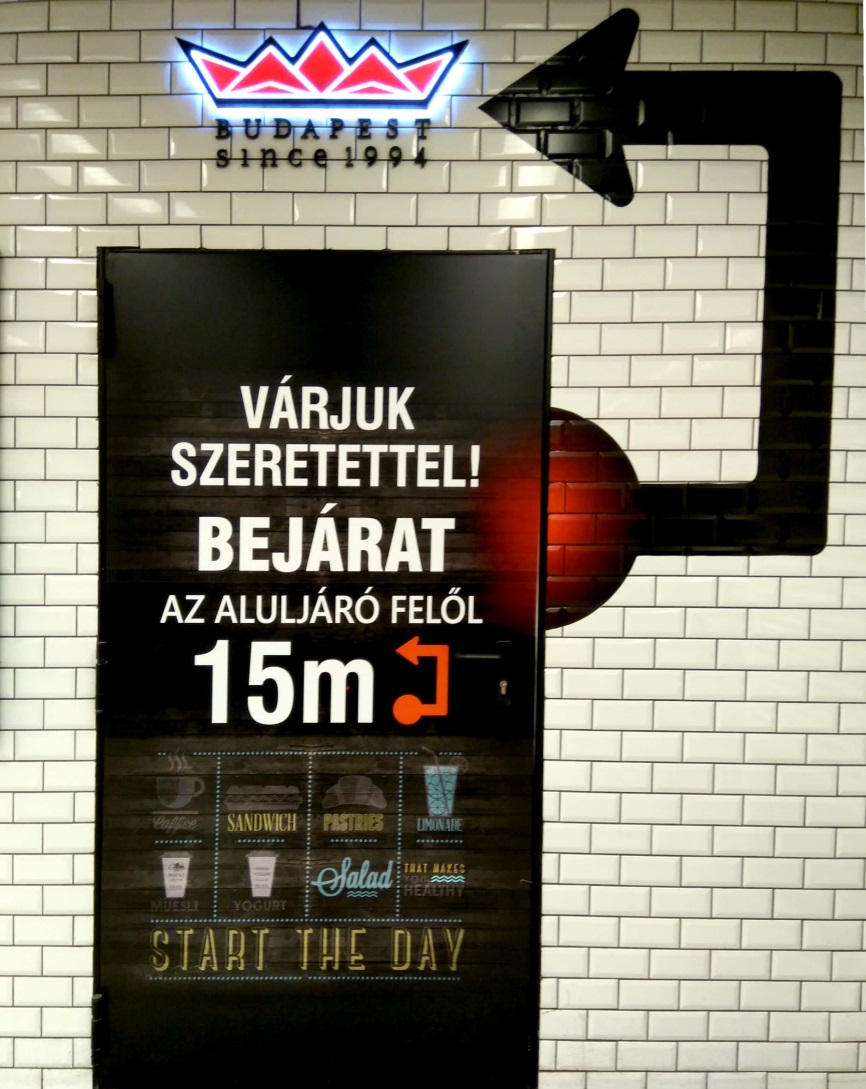 BUDAPEST
since 1994
VÁRJUK
SZERETETTEL!
BEJÁRAT
AZ ALULJÁRÓ FELŐL
15m
Coffee
SANDWICH
PASTRIES
LIMONADE
MUESLI
YOGURT
Salad
THAT MAKES
YOU
HEALTHY
START THE DAY